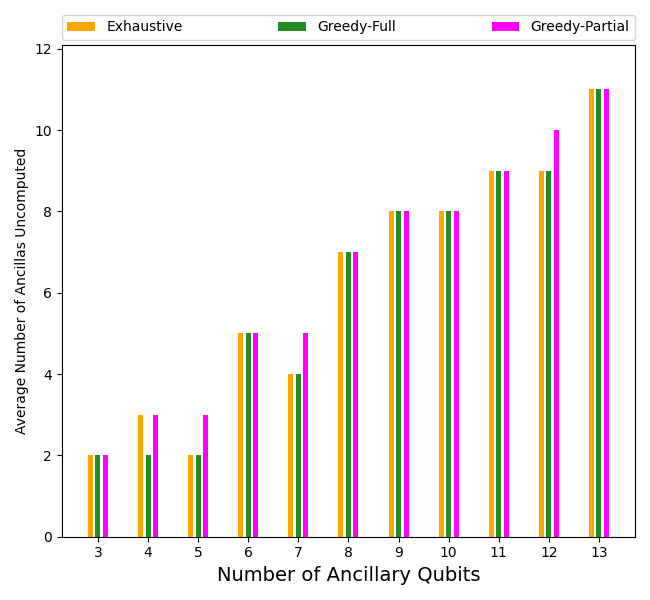 Exhaustive Greedy-Full Greedy-Partial
12
10
8
6
4
2
0
Average Number of Ancillas Uncomputed
3 4 5 6 7 8 9 10 11 12 13
Number of Ancillary Qubits